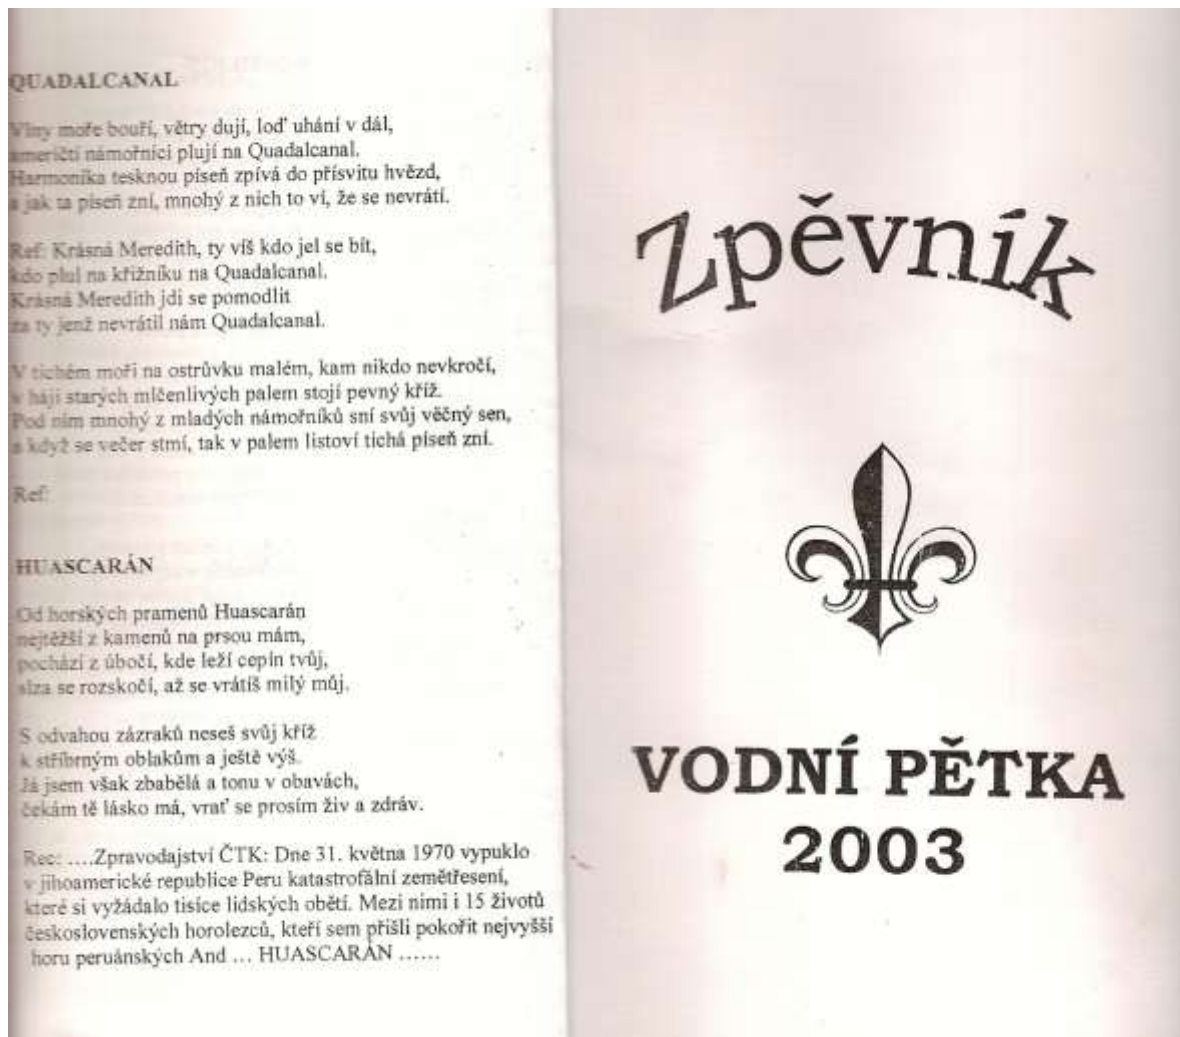 QUADALCANAL
Vlny moře bouří, větry dují, loď uhání v dál,
američtí námořníci plují na Quadalcanal.
Harmonika tesknou píseň zpívá do přísvitu hvězd,
a jak ta píseň zní, mnohý z nich to ví, že se nevrátí.
Ref: Krásná Meredith, ty víš kdo jel se bít,
kdo plul na křižníku na Quadalcanal.
Krásná Meredith jdi se pomodlit
za ty jenž nevrátil nám Quadalcanal.
V tichém moři na ostrůvku malém, kam nikdo nevkročí,
v háji starých mlčenlivých palem stojí pevný kříž.
Pod ním mnohý z mladých námořníků sní svůj věčný sen,
a když se večer stmí, tak v palem listoví tichá píseň zní.
Ref:
HUASCARÁN
Od horských pramenů Huascarán
nejtěžší z kamenů na prsou mám,
pochází z úbočí, kde leží cepín tvůj,
slza se rozskočí, až se vrátíš milý můj.
S odvahou zázraků neseš svůj kříž
k stříbrným oblakům a ještě výš.
Já jsem však zbabělá a tonu v obavách,
čekám tě lásko má, vrať se prosím živ a zdráv.
Rec: ....Zpravodajství ČTK: Dne 31. května 1970 vypuklo
v jihoamerické republice Peru katastrofální zemětřesení,
které si vyžádalo tisíce lidských obětí. Mezi nimi i 15 životů
československých horolezců, kteří sem přišli pokořit nejvyšší
horu peruánských And ... HUASCARÁN ......
Zpěvník
VODNÍ PĚTKA
2003